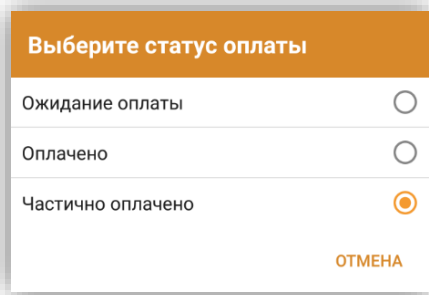 Выберите статус оплаты
Ожидание оплаты
Оплачено
Частично оплачено
ОТМЕНА